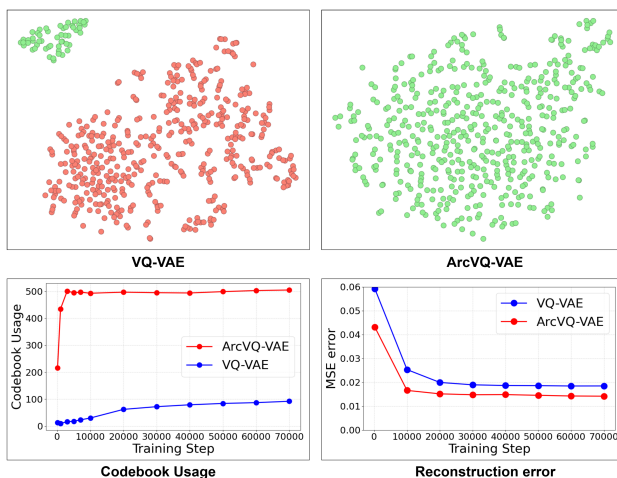 VQ-VAE
ArcVQ-VAE
Codebook Usage
500
400
300
200
100
0
ArcVQ-VAE
VQ-VAE
0 10000 20000 30000 40000 50000 60000 70000
Training Step
Codebook Usage
MSE error
0.06
0.05
0.04
0.03
0.02
0.01
0.00
VQ-VAE
ArcVQ-VAE
0 10000 20000 30000 40000 50000 60000 70000
Training Step
Reconstruction error